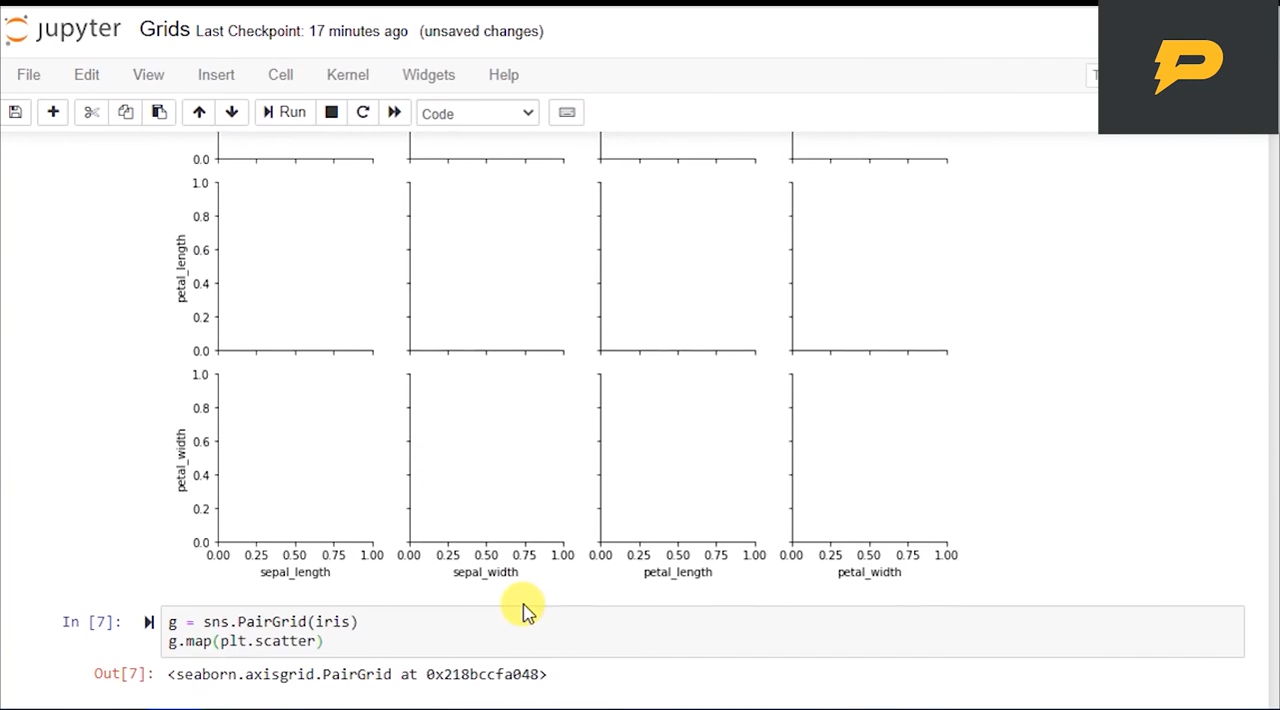 jupyter Grids Last Checkpoint: 17 minutes ago (unsaved changes)
File Edit View Insert Cell Kernel Widgets Help
Run Code
0.0
1.0
0.8
0.6
0.4
0.2
0.0
petal_length
1.0
0.8
0.6
0.4
0.2
0.0
petal_width
0.00 0.25 0.50 0.75 1.00 0.00 0.25 0.50 0.75 1.00 0.00 0.25 0.50 0.75 1.00 0.00 0.25 0.50 0.75 1.00
sepal_length sepal_width petal_length petal_width
In [7]: g = sns.PairGrid(iris)
g.map(plt.scatter)
Out[7]: <seaborn.axisgrid.PairGrid at 0x218bccfa048>